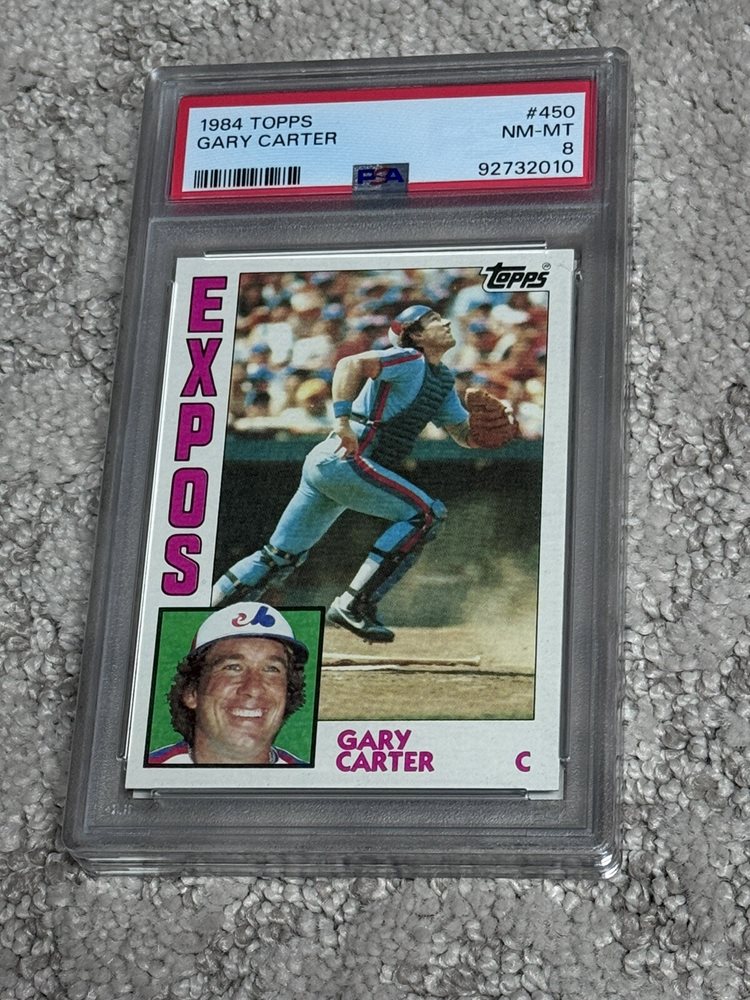 1984 TOPPS
GARY CARTER
#450
NM-MT
8
92732010
PSA
topps
EXPOS
GARY
CARTER
C